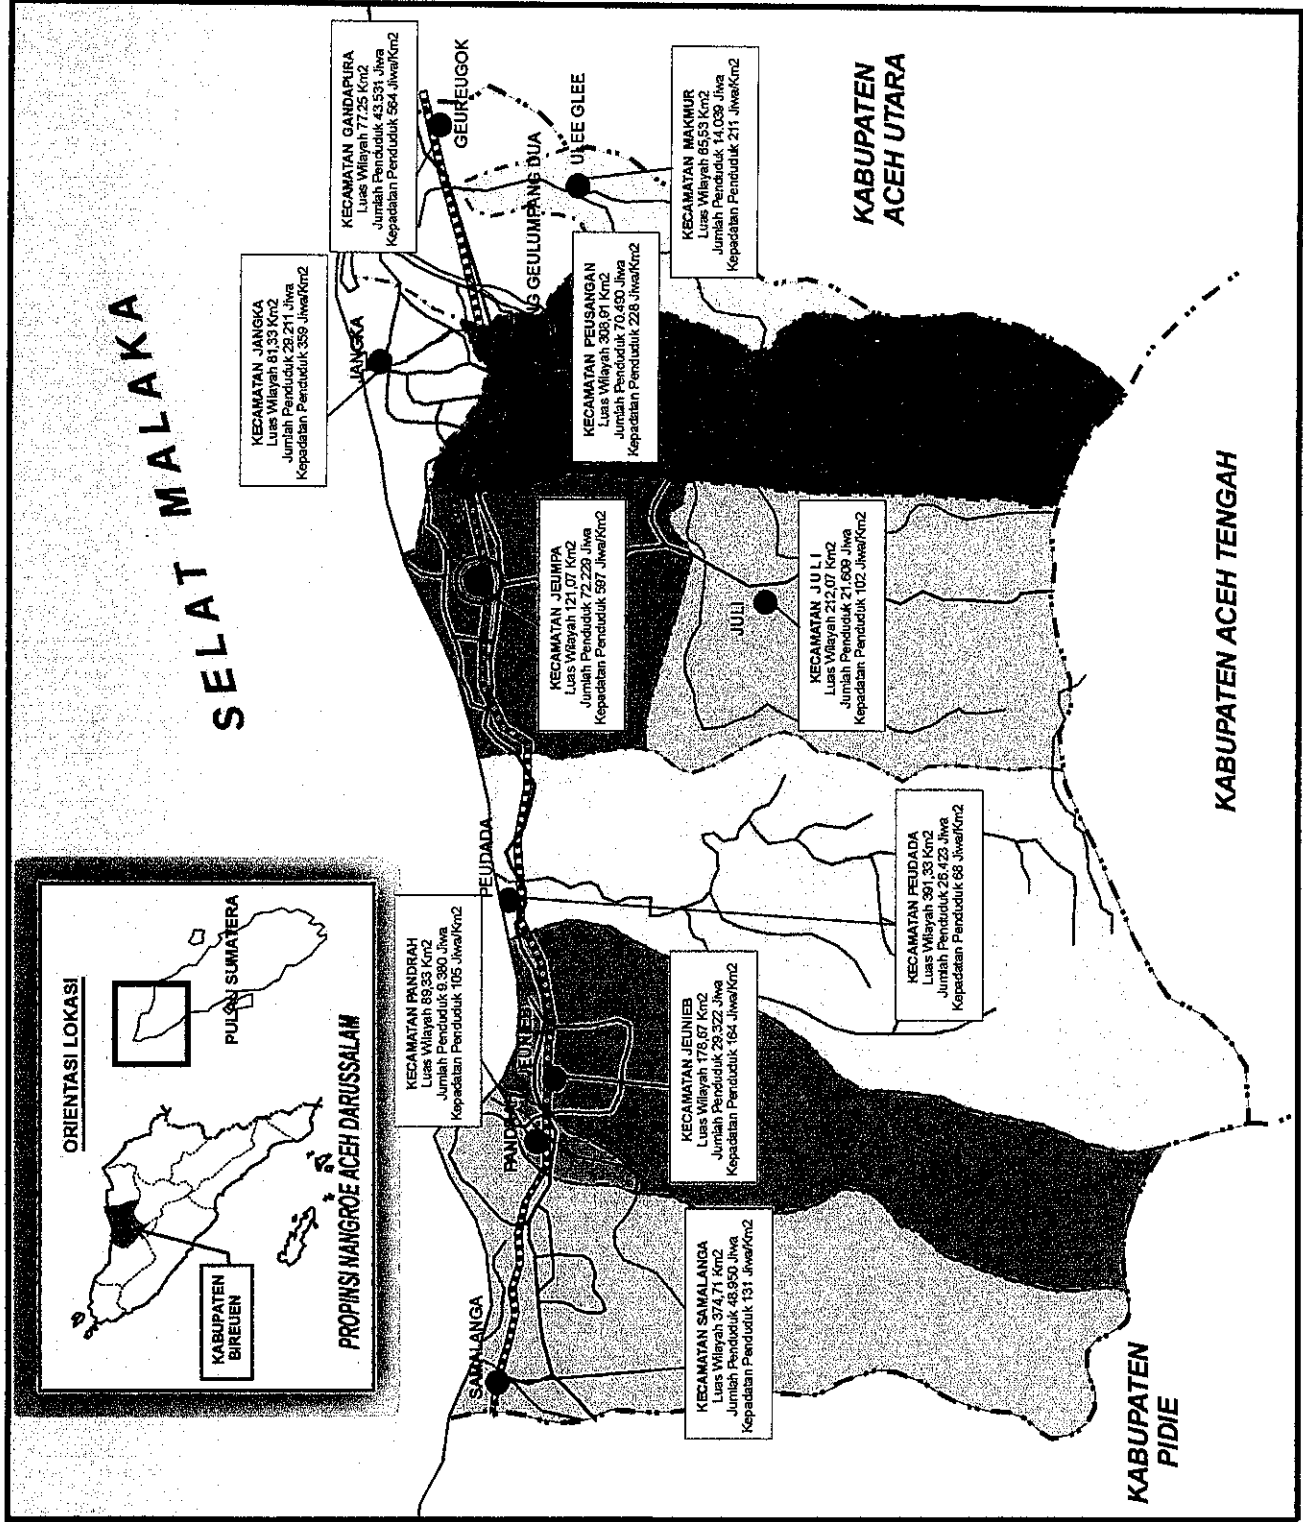 SELAT MALAKA
ORIENTASI LOKASI
PULAU SUMATERA
KABUPATEN
BIREUEN
PROPINSI NANGROE ACEH DARUSSALAM
KECAMATAN SAMALANGA
Luas Wilayah 374,71 Km2
Jumlah Penduduk 48.950 Jiwa
Kepadatan Penduduk 131 Jiwa/Km2
KECAMATAN PANDRAH
Luas Wilayah 89,33 Km2
Jumlah Penduduk 9.380 Jiwa
Kepadatan Penduduk 105 Jiwa/Km2
KECAMATAN JEUNIEB
Luas Wilayah 178,67 Km2
Jumlah Penduduk 29.322 Jiwa
Kepadatan Penduduk 164 Jiwa/Km2
KECAMATAN PEUDADA
Luas Wilayah 391,33 Km2
Jumlah Penduduk 26.423 Jiwa
Kepadatan Penduduk 68 Jiwa/Km2
KECAMATAN JEUMPA
Luas Wilayah 121,07 Km2
Jumlah Penduduk 72.229 Jiwa
Kepadatan Penduduk 597 Jiwa/Km2
KECAMATAN JULI
Luas Wilayah 212,07 Km2
Jumlah Penduduk 21.609 Jiwa
Kepadatan Penduduk 102 Jiwa/Km2
KECAMATAN JANGKA
Luas Wilayah 81,33 Km2
Jumlah Penduduk 29.211 Jiwa
Kepadatan Penduduk 359 Jiwa/Km2
KECAMATAN PEUSANGAN
Luas Wilayah 308,91 Km2
Jumlah Penduduk 70.490 Jiwa
Kepadatan Penduduk 228 Jiwa/Km2
KECAMATAN GANDAPURA
Luas Wilayah 77.25 Km2
Jumlah Penduduk 43.531 Jiwa
Kepadatan Penduduk 564 Jiwa/Km2
KECAMATAN MAKMUR
Luas Wilayah 65,53 Km2
Jumlah Penduduk 14.039 Jiwa
Kepadatan Penduduk 211 Jiwa/Km2
SAMALANGA
PANDRAH
JEUNIEB
PEUDADA
JULI
JANGKA
GEULUMPANG DUA
GEUREUGOK
ULEE GLEE
KABUPATEN
PIDIE
KABUPATEN ACEH TENGAH
KABUPATEN
ACEH UTARA